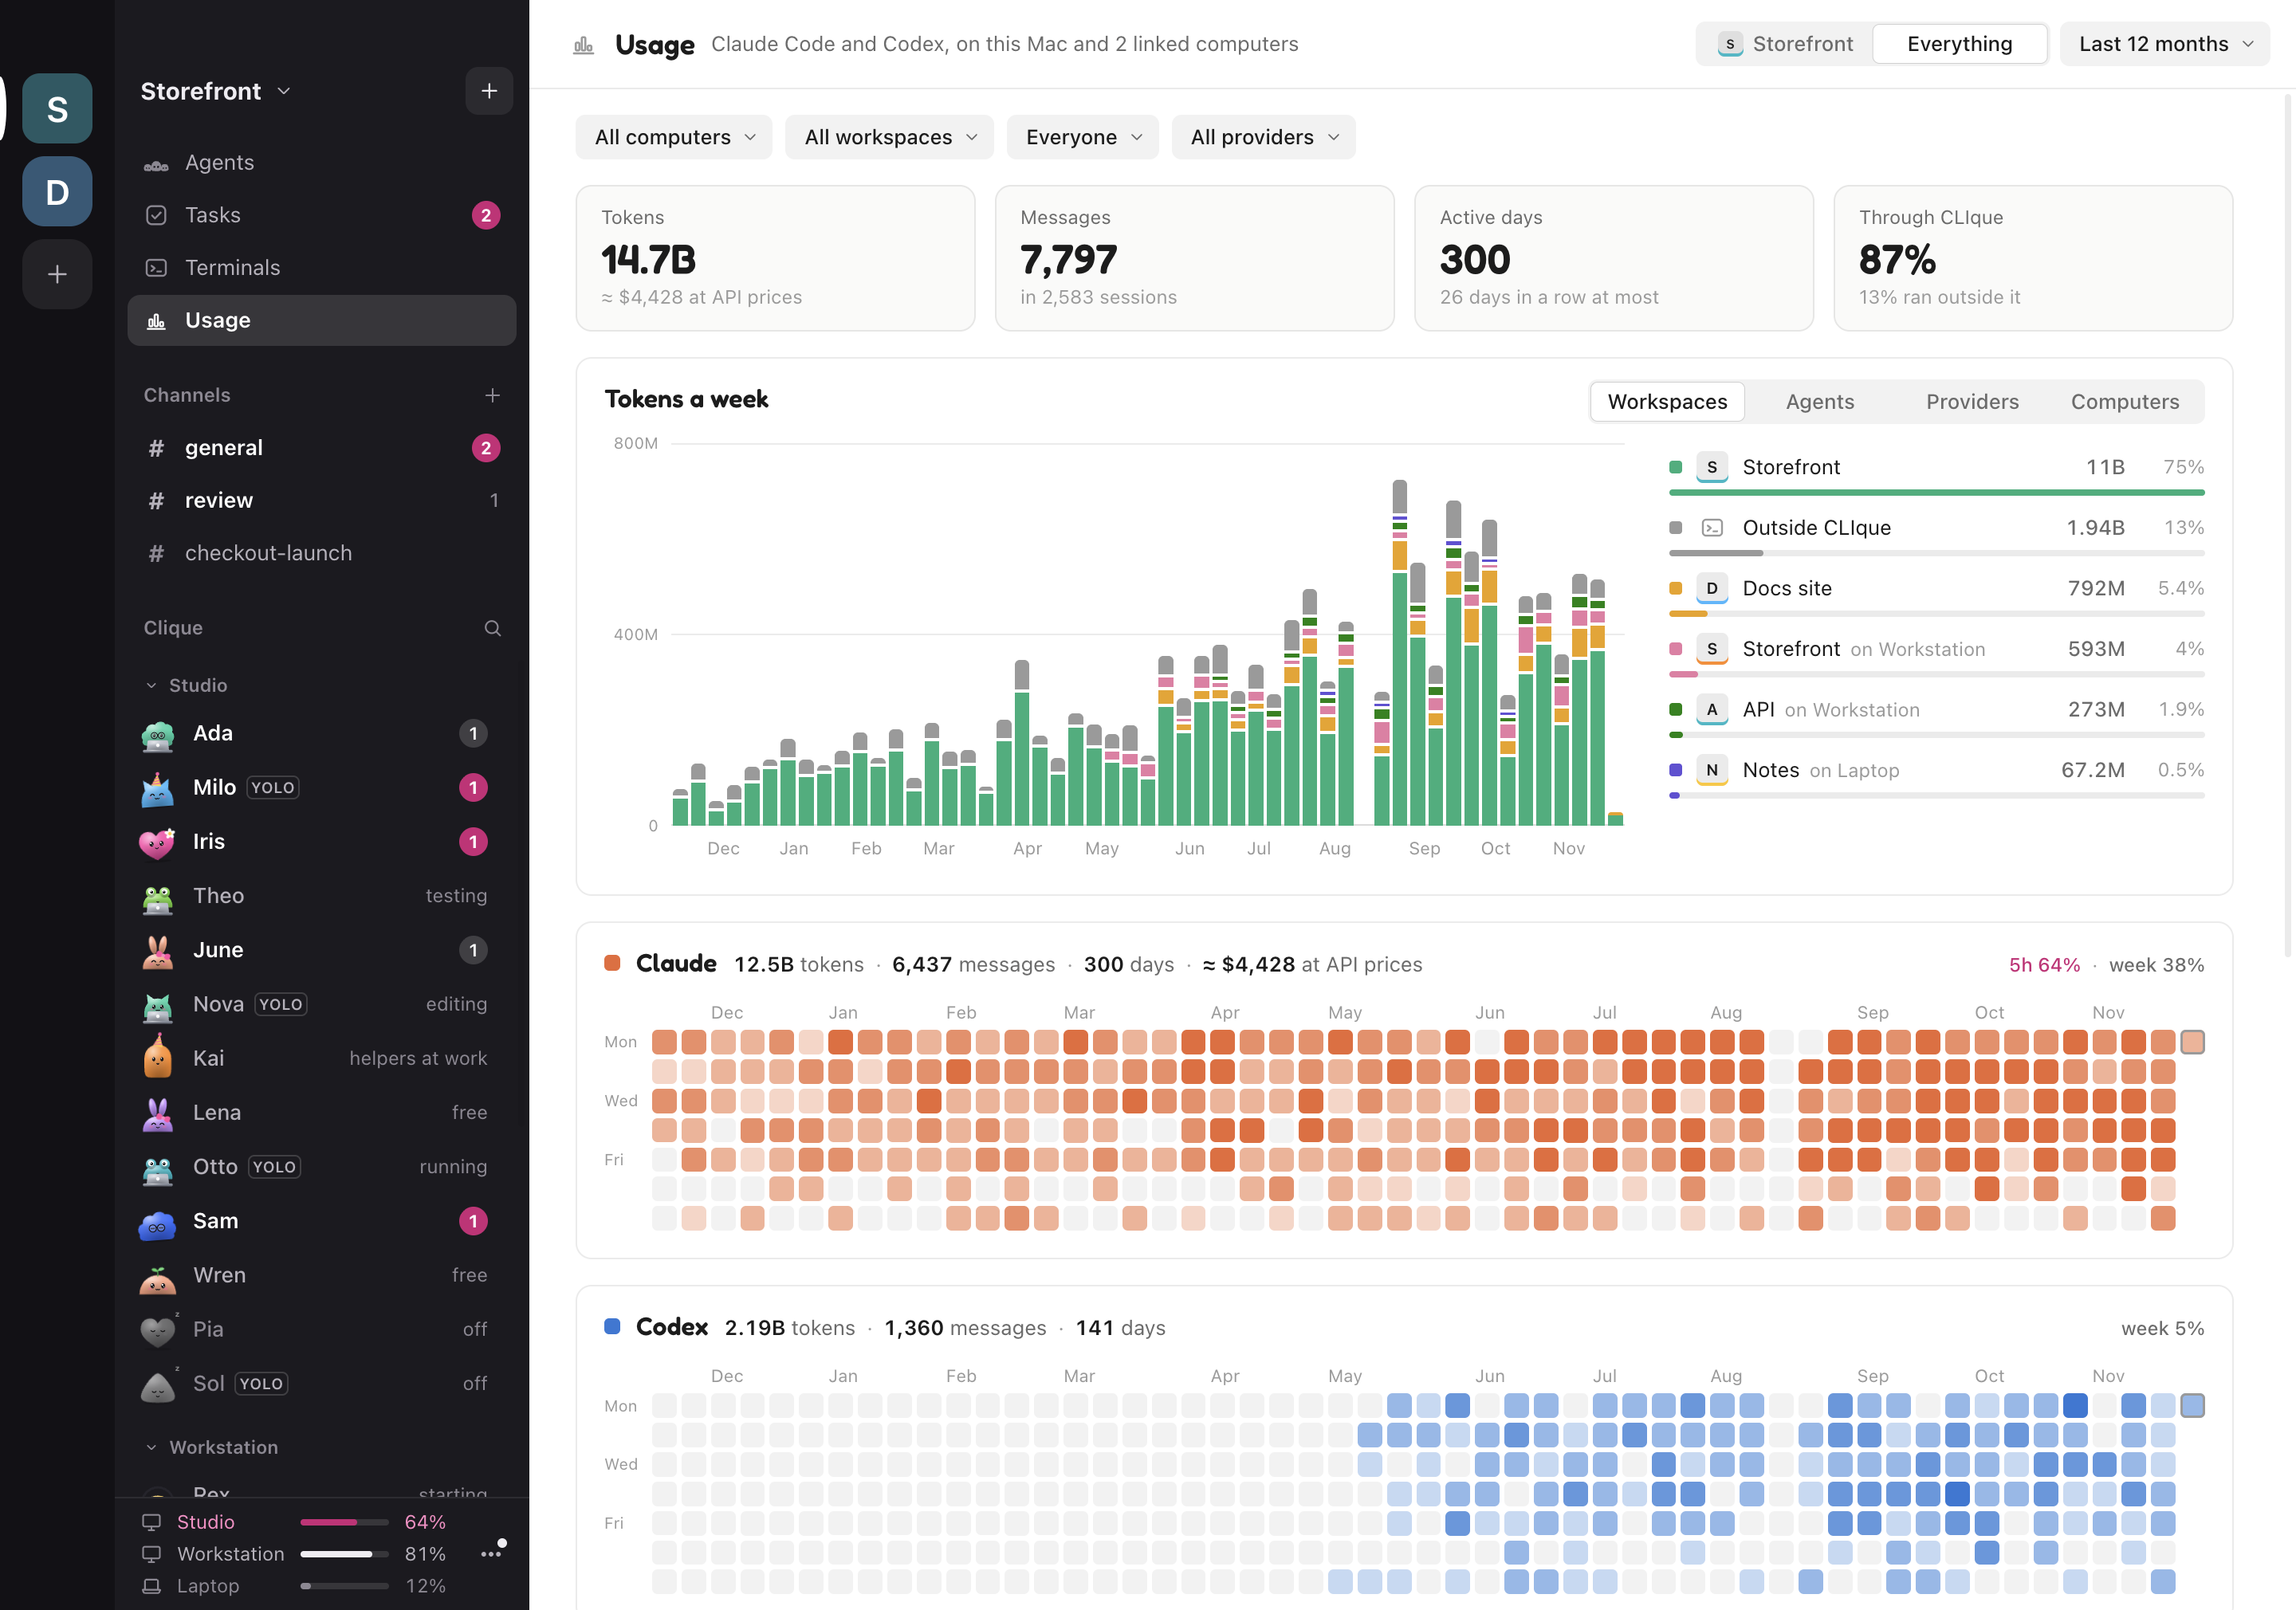 S
D
Storefront
Agents
Tasks 2
Terminals
Usage
Channels
# general 2
# review 1
# checkout-launch
Clique
Studio
Ada 1
Milo YOLO 1
Iris 1
Theo testing
June 1
Nova YOLO editing
Kai helpers at work
Lena free
Otto YOLO running
Sam 1
Wren free
Pia off
Sol YOLO off
Workstation
Rex starting
Studio 64%
Workstation 81%
Laptop 12%
Usage Claude Code and Codex, on this Mac and 2 linked computers
S Storefront Everything Last 12 months
All computers All workspaces Everyone All providers
Tokens
14.7B
≈ $4,428 at API prices
Messages
7,797
in 2,583 sessions
Active days
300
26 days in a row at most
Through CLIque
87%
13% ran outside it
Tokens a week
Workspaces Agents Providers Computers
800M
400M
0
Dec Jan Feb Mar Apr May Jun Jul Aug Sep Oct Nov
S Storefront 11B 75%
Outside CLIque 1.94B 13%
D Docs site 792M 5.4%
S Storefront on Workstation 593M 4%
A API on Workstation 273M 1.9%
N Notes on Laptop 67.2M 0.5%
Claude 12.5B tokens · 6,437 messages · 300 days · ≈ $4,428 at API prices
5h 64% · week 38%
Dec Jan Feb Mar Apr May Jun Jul Aug Sep Oct Nov
Mon
Wed
Fri
Codex 2.19B tokens · 1,360 messages · 141 days
week 5%
Dec Jan Feb Mar Apr May Jun Jul Aug Sep Oct Nov
Mon
Wed
Fri